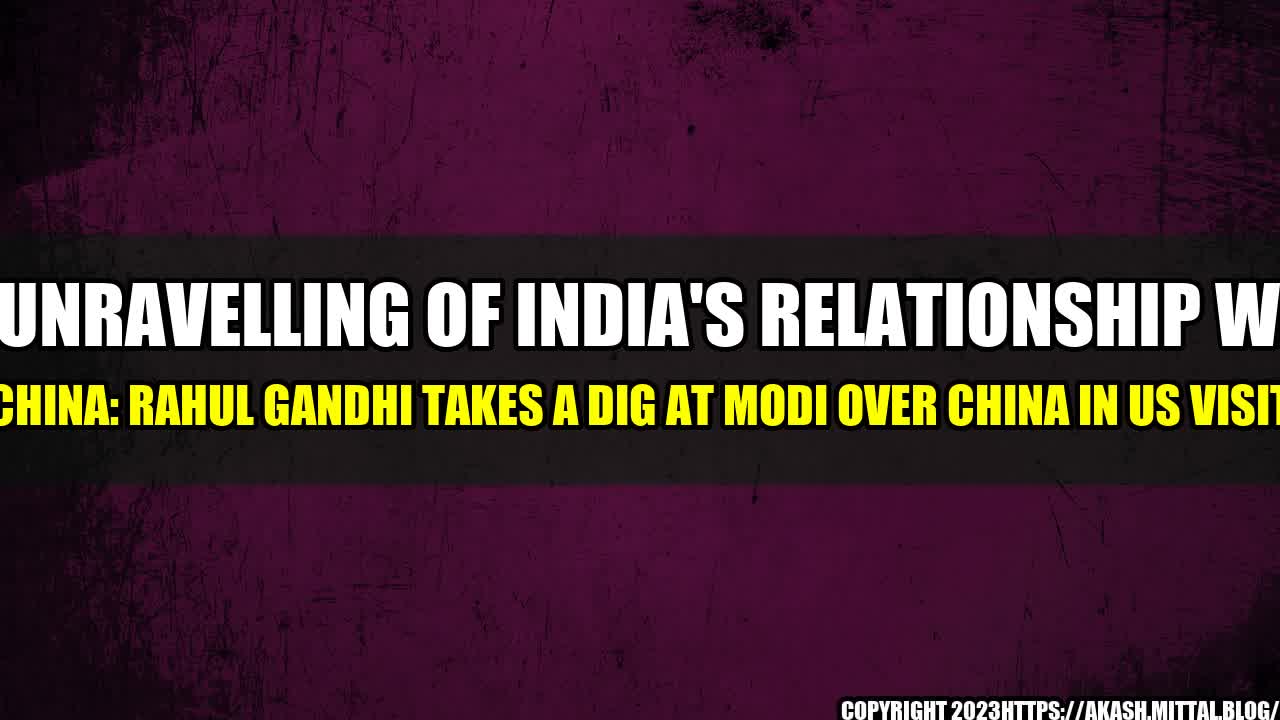 UNRAVELLING OF INDIA'S RELATIONSHIP W
CHINA: RAHUL GANDHI TAKES A DIG AT MODI OVER CHINA IN US VISIT
COPYRIGHT 2023HTTPS://AKASH.MITTAL.BLOG/